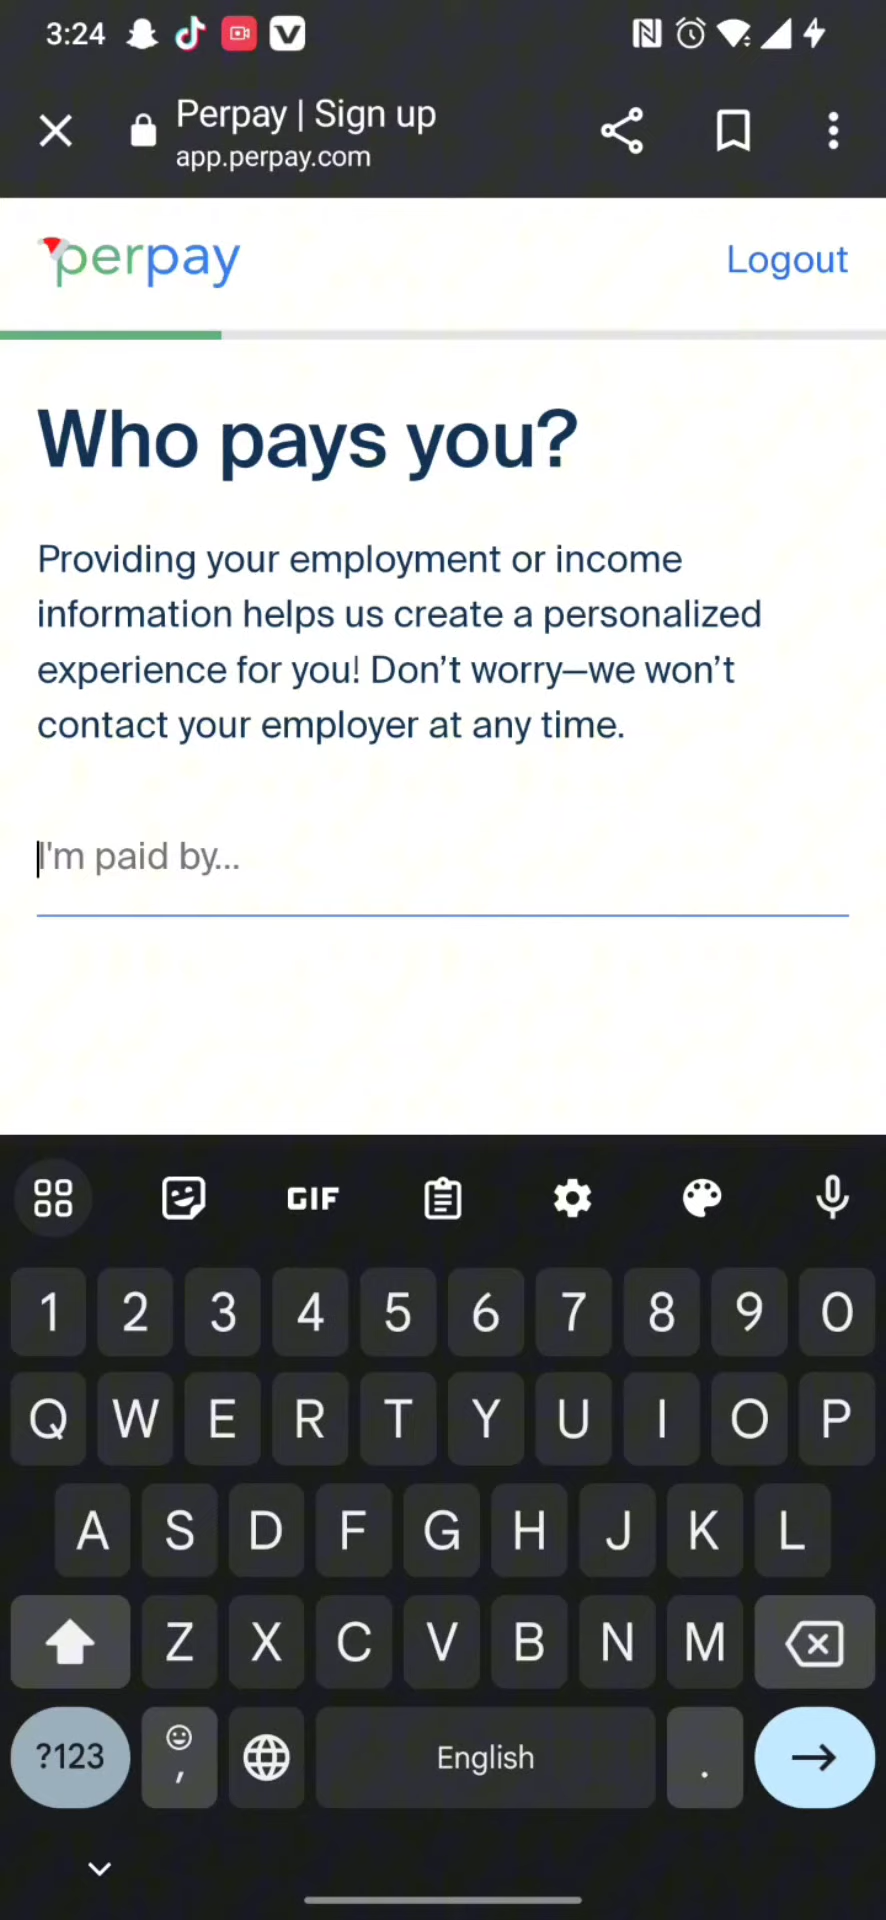 3:24
Perpay | Sign up
app.perpay.com
perpay
Logout
Who pays you?
Providing your employment or income
information helps us create a personalized
experience for you! Don’t worry—we won’t
contact your employer at any time.
I'm paid by...
GIF
1 2 3 4 5 6 7 8 9 0
Q W E R T Y U I O P
A S D F G H J K L
Z X C V B N M
?123 , English .